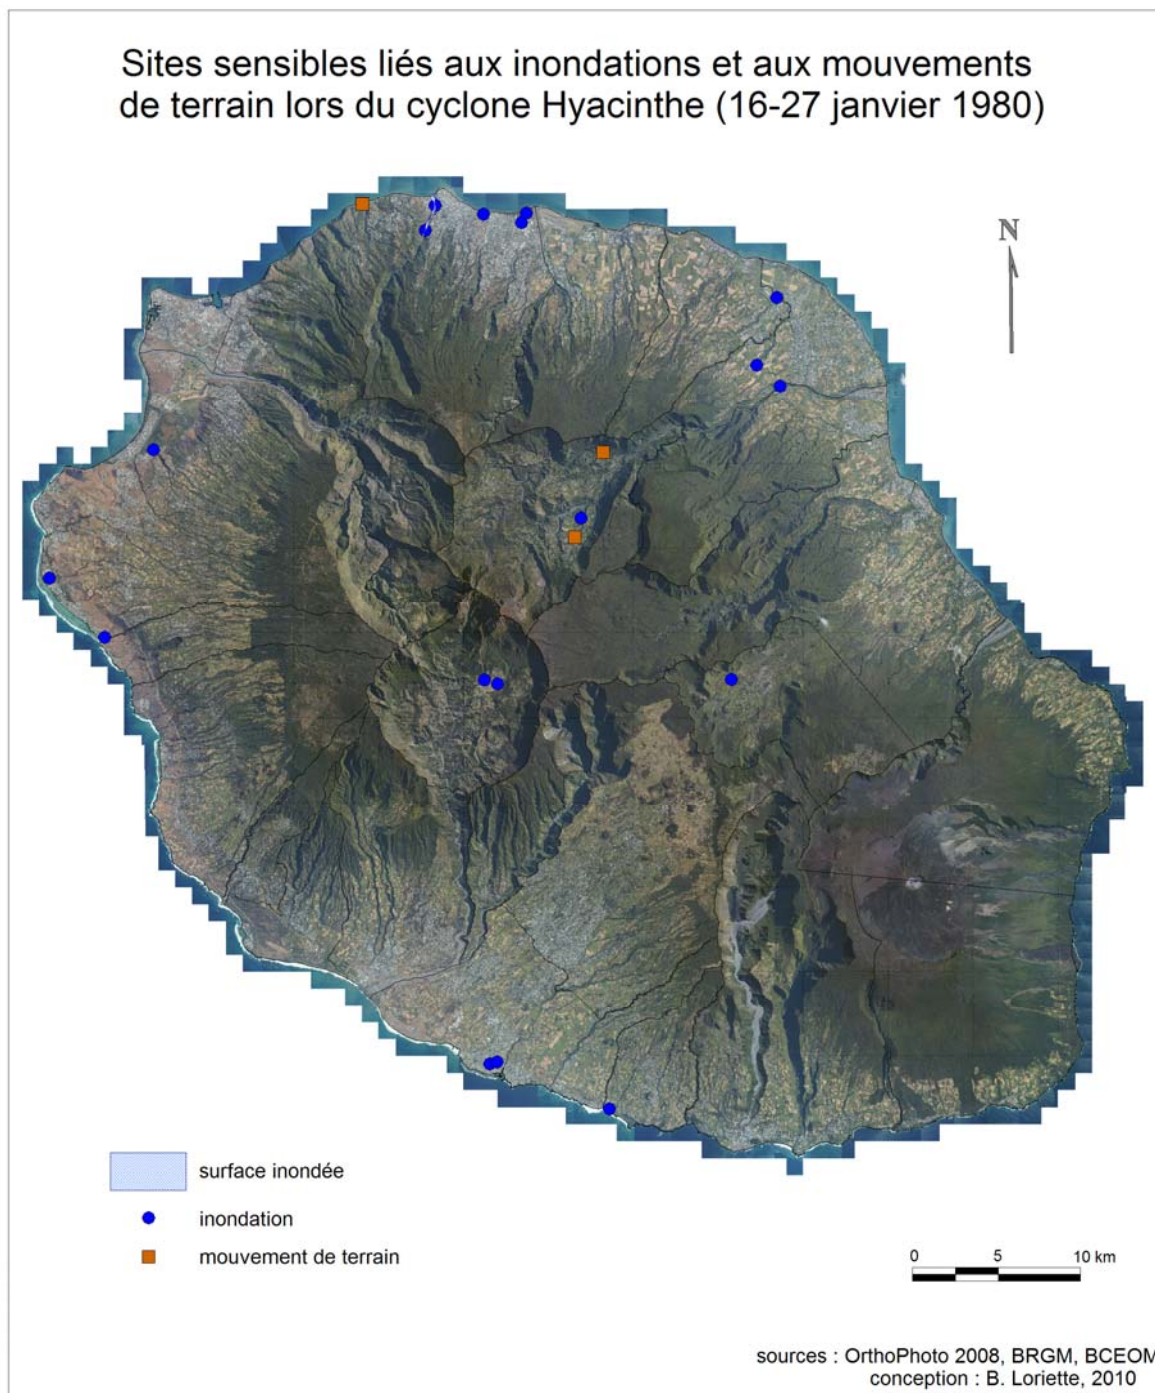 Sites sensibles liés aux inondations et aux mouvements
de terrain lors du cyclone Hyacinthe (16-27 janvier 1980)
N
surface inondée
inondation
mouvement de terrain
0 5 10 km
sources : OrthoPhoto 2008, BRGM, BCEOM
conception : B. Loriette, 2010